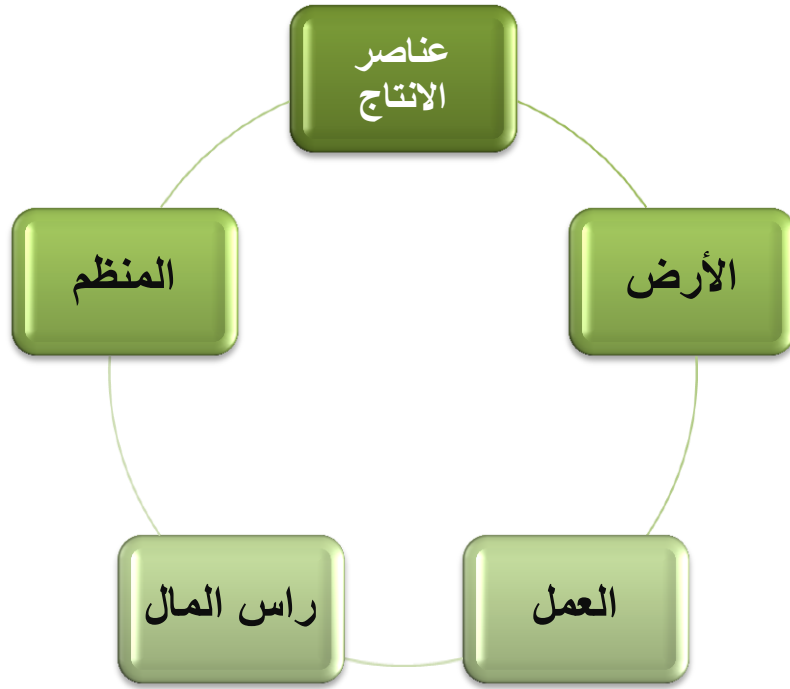 عناصر
الانتاج
الأرض
العمل
راس المال
المنظم